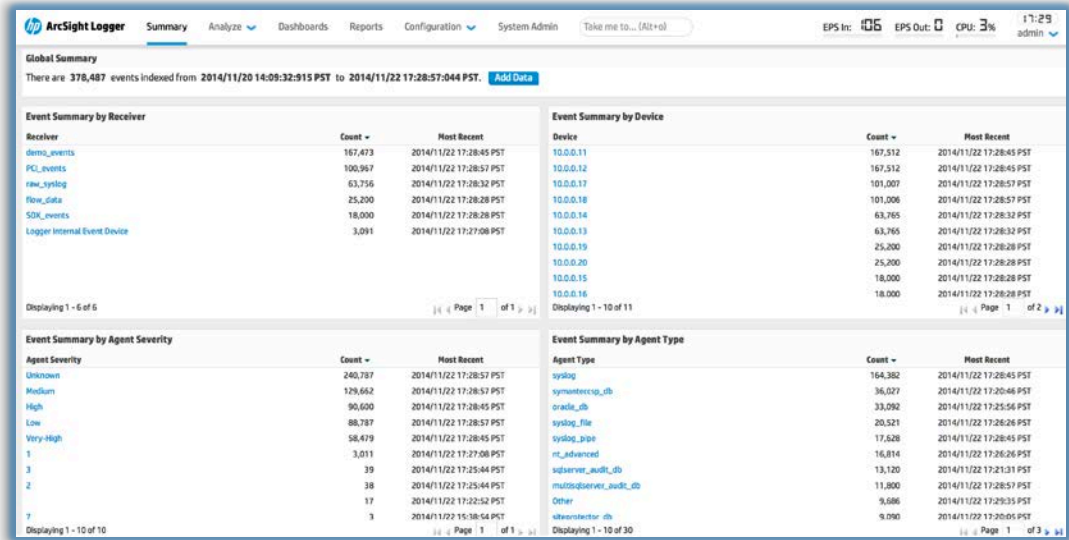 hp ArcSight Logger Summary Analyze Dashboards Reports Configuration System Admin Take me to... (Alt+o) EPS In: 106 EPS Out: 0 CPU: 3% 17:29
admin
Global Summary
There are 378,487 events indexed from 2014/11/20 14:09:32:915 PST to 2014/11/22 17:28:57:044 PST. Add Data
Event Summary by Receiver
Receiver Count Most Recent
demo_events 167,473 2014/11/22 17:28:45 PST
PCI_events 100,967 2014/11/22 17:28:57 PST
raw_syslog 63,756 2014/11/22 17:28:32 PST
flow_data 25,200 2014/11/22 17:28:28 PST
SDK_events 18,000 2014/11/22 17:28:28 PST
Logger Internal Event Device 3,091 2014/11/22 17:27:08 PST
Displaying 1 - 6 of 6 Page 1 of 1
Event Summary by Device
Device Count Most Recent
10.0.0.11 167,512 2014/11/22 17:28:45 PST
10.0.0.12 167,512 2014/11/22 17:28:45 PST
10.0.0.17 101,007 2014/11/22 17:28:57 PST
10.0.0.18 101,006 2014/11/22 17:28:57 PST
10.0.0.14 63,765 2014/11/22 17:28:32 PST
10.0.0.13 63,765 2014/11/22 17:28:32 PST
10.0.0.19 25,200 2014/11/22 17:28:28 PST
10.0.0.20 25,200 2014/11/22 17:28:28 PST
10.0.0.15 18,000 2014/11/22 17:28:28 PST
10.0.0.16 18,000 2014/11/22 17:28:28 PST
Displaying 1 - 10 of 11 Page 1 of 2
Event Summary by Agent Severity
Agent Severity Count Most Recent
Unknown 240,787 2014/11/22 17:28:57 PST
Medium 129,662 2014/11/22 17:28:57 PST
High 90,600 2014/11/22 17:28:45 PST
Low 88,787 2014/11/22 17:28:57 PST
Very-High 58,479 2014/11/22 17:28:45 PST
1 3,011 2014/11/22 17:27:08 PST
3 39 2014/11/22 17:25:44 PST
2 38 2014/11/22 17:25:44 PST
17 2014/11/22 17:22:52 PST
7 3 2014/11/22 15:38:54 PST
Displaying 1 - 10 of 10 Page 1 of 1
Event Summary by Agent Type
Agent Type Count Most Recent
syslog 164,382 2014/11/22 17:28:45 PST
symanteccsp_db 36,027 2014/11/22 17:20:46 PST
oracle_db 33,092 2014/11/22 17:25:56 PST
syslog_file 20,521 2014/11/22 17:26:26 PST
syslog_pipe 17,628 2014/11/22 17:28:45 PST
nt_advanced 16,814 2014/11/22 17:26:26 PST
sqlserver_audit_db 13,120 2014/11/22 17:21:31 PST
multisqlserver_audit_db 11,800 2014/11/22 17:28:57 PST
Other 9,686 2014/11/22 17:29:35 PST
siteprotector_db 9,090 2014/11/22 17:20:05 PST
Displaying 1 - 10 of 30 Page 1 of 3